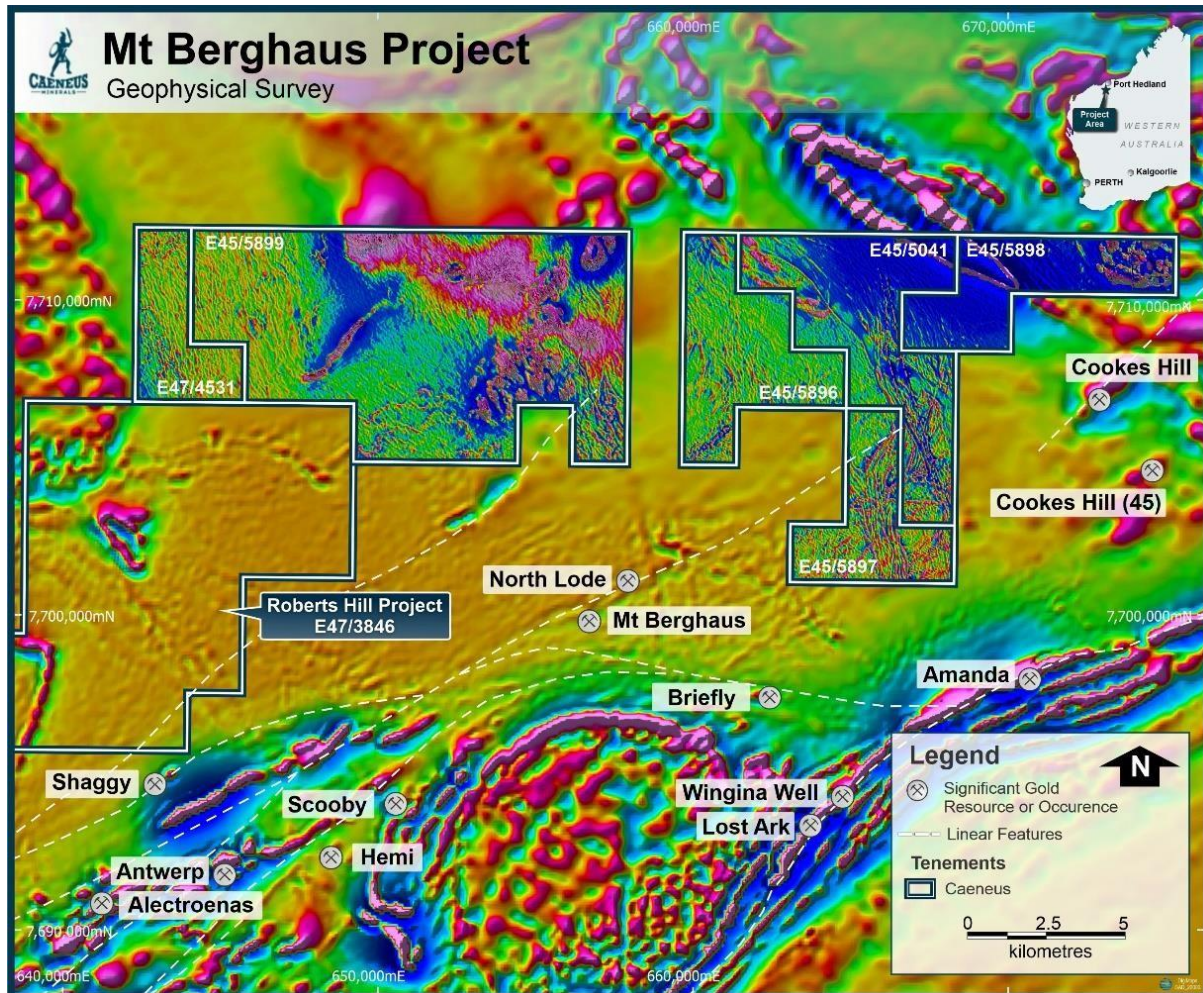 CAENEUS
MINERALS
Mt Berghaus Project
Geophysical Survey
660,000mE
670,000mE
Port Hedland
Project
Area
WESTERN
AUSTRALIA
Kalgoorlie
PERTH
E45/5899
E45/5041
E45/5898
7,710,000mN
7,710,000mN
E47/4531
E45/5896
Cookes Hill
Cookes Hill (45)
E45/5897
North Lode
Roberts Hill Project
E47/3846
7,700,000mN
7,700,000mN
Mt Berghaus
Amanda
Briefly
Shaggy
Scooby
Wingina Well
Lost Ark
Hemi
Antwerp
Alectroenas
7,690,000mN
640,000mE
650,000mE
660,000mE
Legend
N
Significant Gold
Resource or Occurence
Linear Features
Tenements
Caeneus
0 2.5 5
kilometres